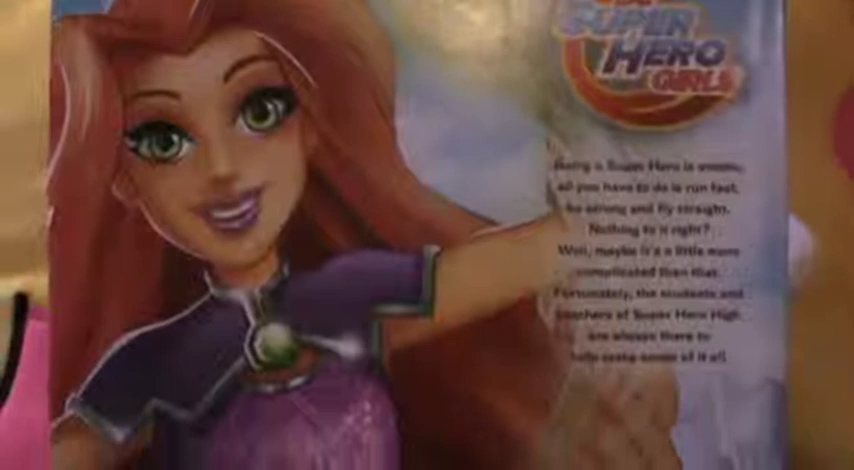 DC
SUPER
HERO
GIRLS
Being a Super Hero is simple,
all you have to do is run fast,
be strong and fly straight.
Nothing to it right?
Well, maybe it's a little more
complicated than that.
Fortunately, the students and
teachers of Super Hero High
are always there to
help make sense of it all.